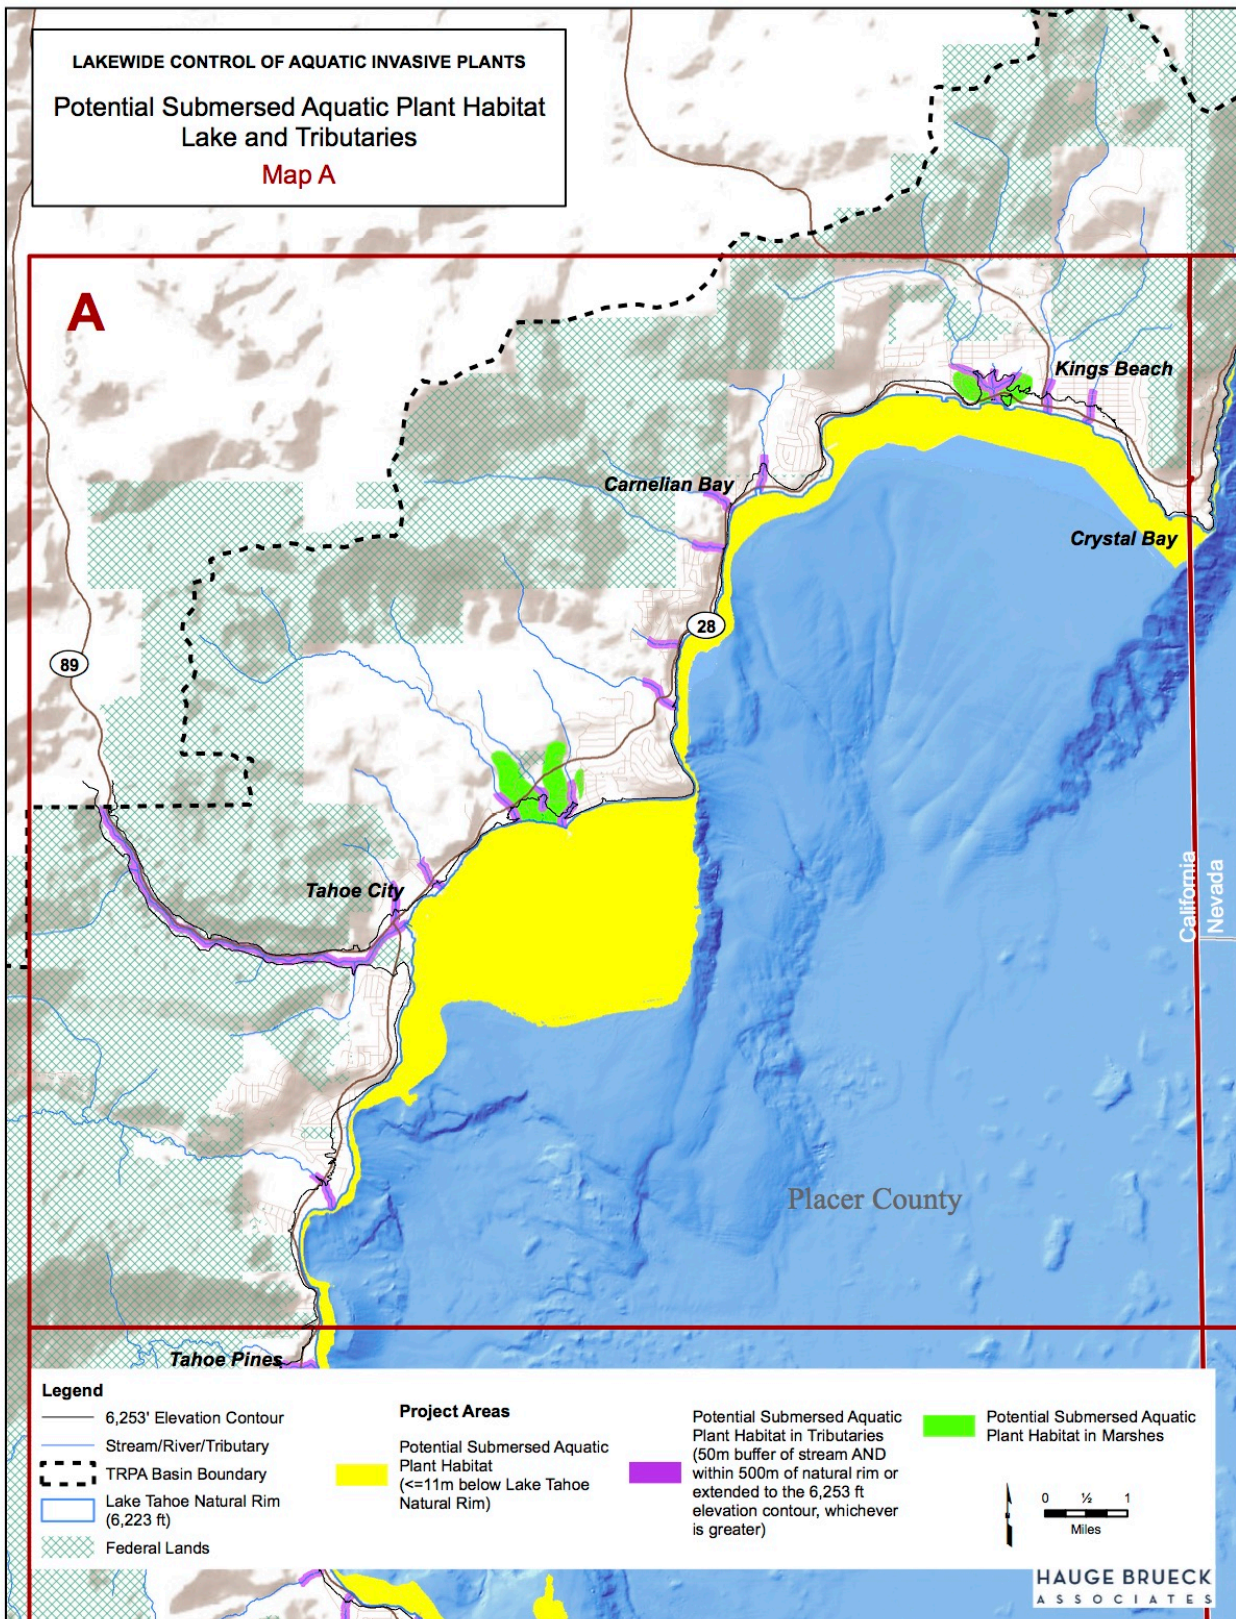 LAKEWIDE CONTROL OF AQUATIC INVASIVE PLANTS
Potential Submersed Aquatic Plant Habitat
Lake and Tributaries
Map A
A
Kings Beach
Carnelian Bay
Crystal Bay
28
89
Tahoe City
California
Nevada
Placer County
Tahoe Pines
Legend
6,253' Elevation Contour
Stream/River/Tributary
TRPA Basin Boundary
Lake Tahoe Natural Rim
(6,223 ft)
Federal Lands
Project Areas
Potential Submersed Aquatic
Plant Habitat
(<=11m below Lake Tahoe
Natural Rim)
Potential Submersed Aquatic
Plant Habitat in Tributaries
(50m buffer of stream AND
within 500m of natural rim or
extended to the 6,253 ft
elevation contour, whichever
is greater)
Potential Submersed Aquatic
Plant Habitat in Marshes
0 ½ 1
Miles
HAUGE BRUECK
ASSOCIATES